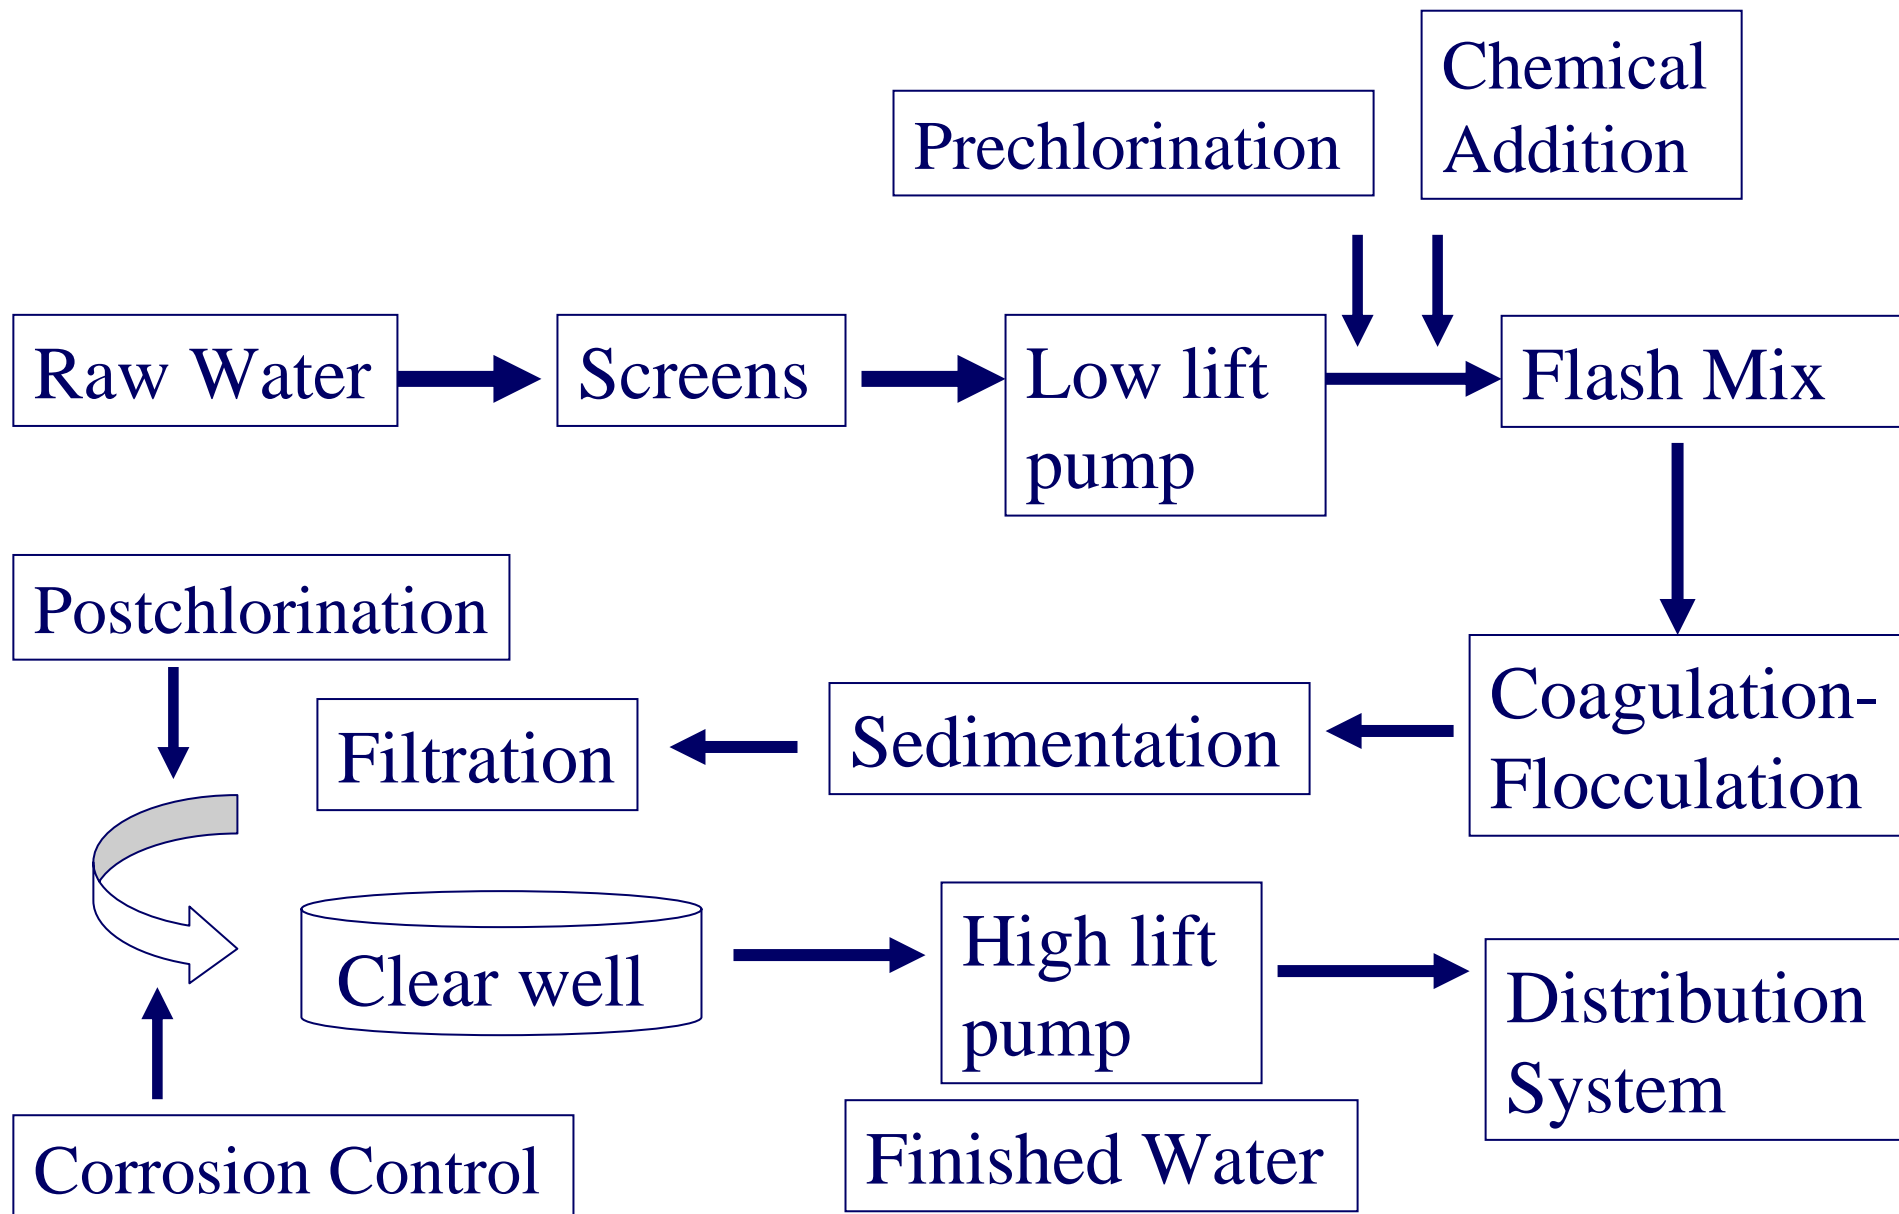 Chemical
Addition
Prechlorination
Raw Water
Screens
Low lift
pump
Flash Mix
Postchlorination
Filtration
Sedimentation
Coagulation-
Flocculation
Clear well
High lift
pump
Distribution
System
Corrosion Control
Finished Water